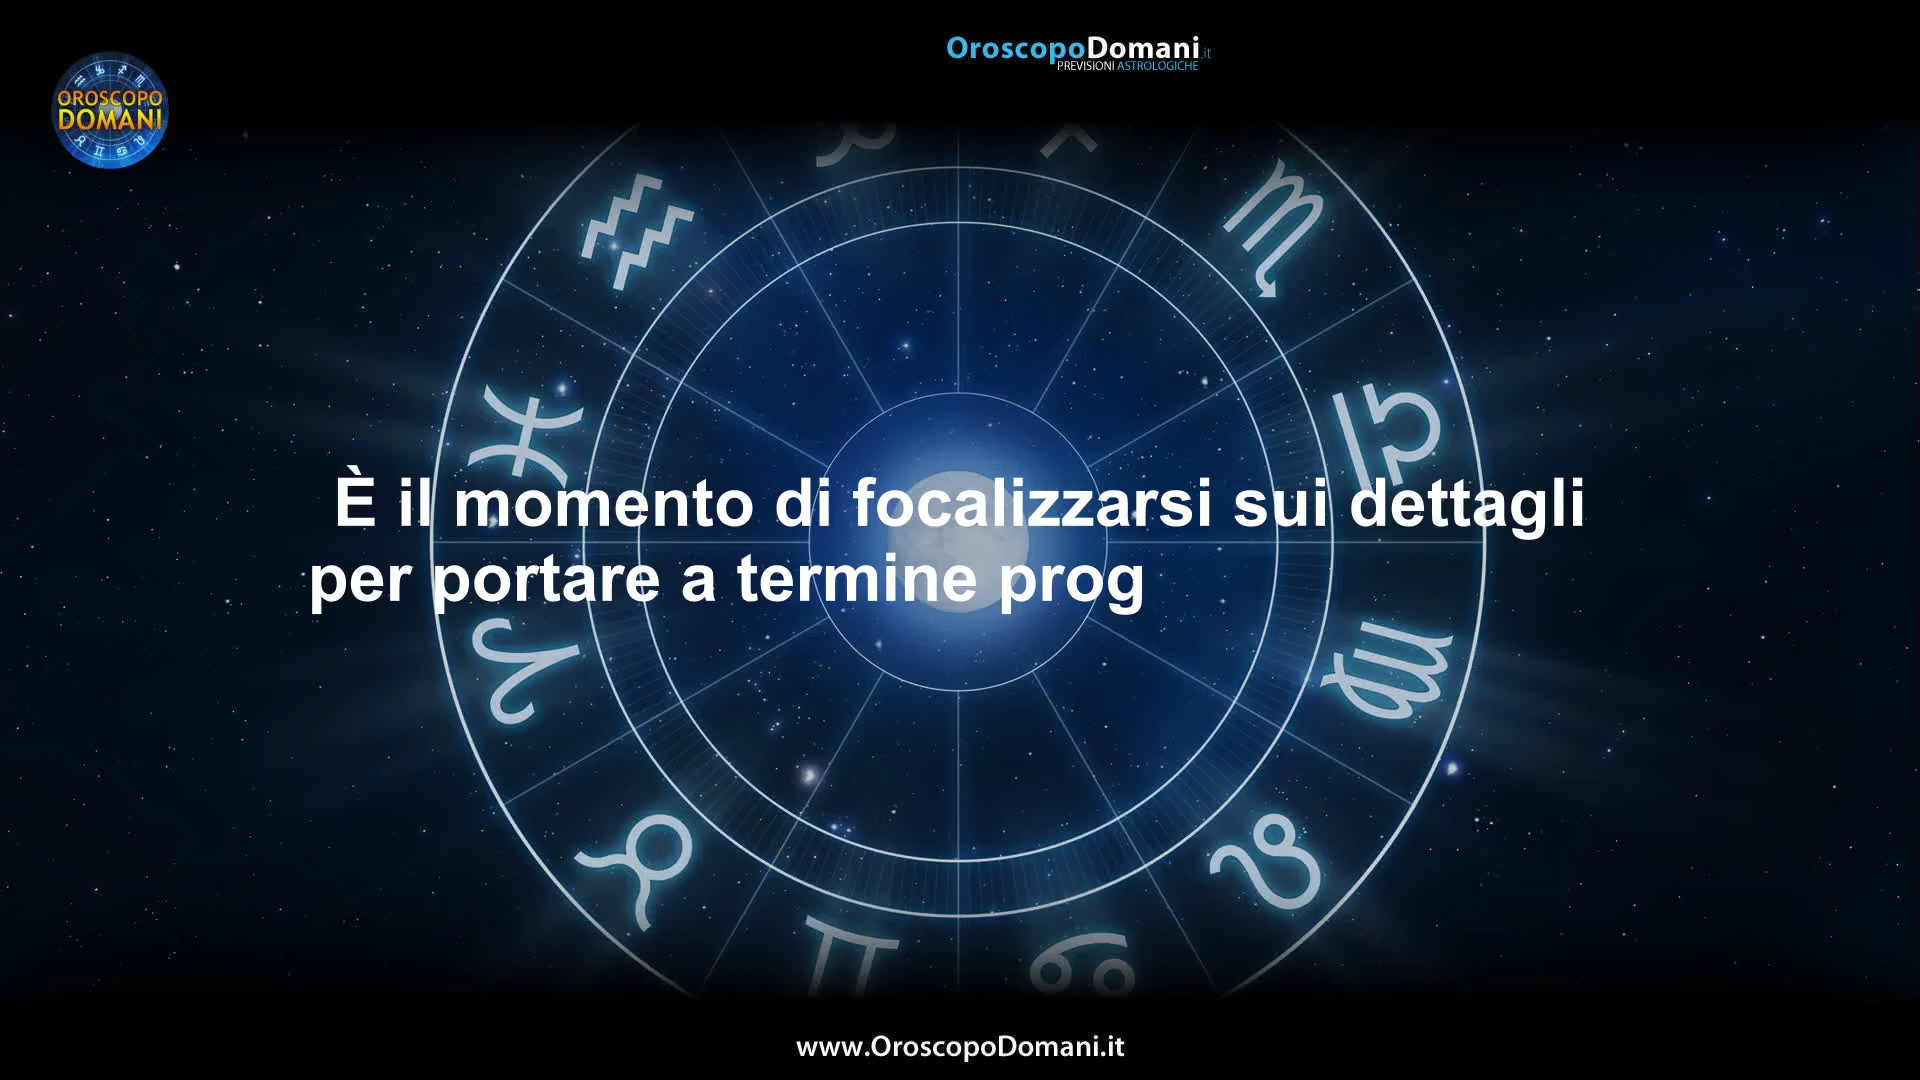 OroscopoDomani.it
PREVISIONI ASTROLOGICHE
OROSCOPO
DOMANI
È il momento di focalizzarsi sui dettagli
per portare a termine prog
www.OroscopoDomani.it